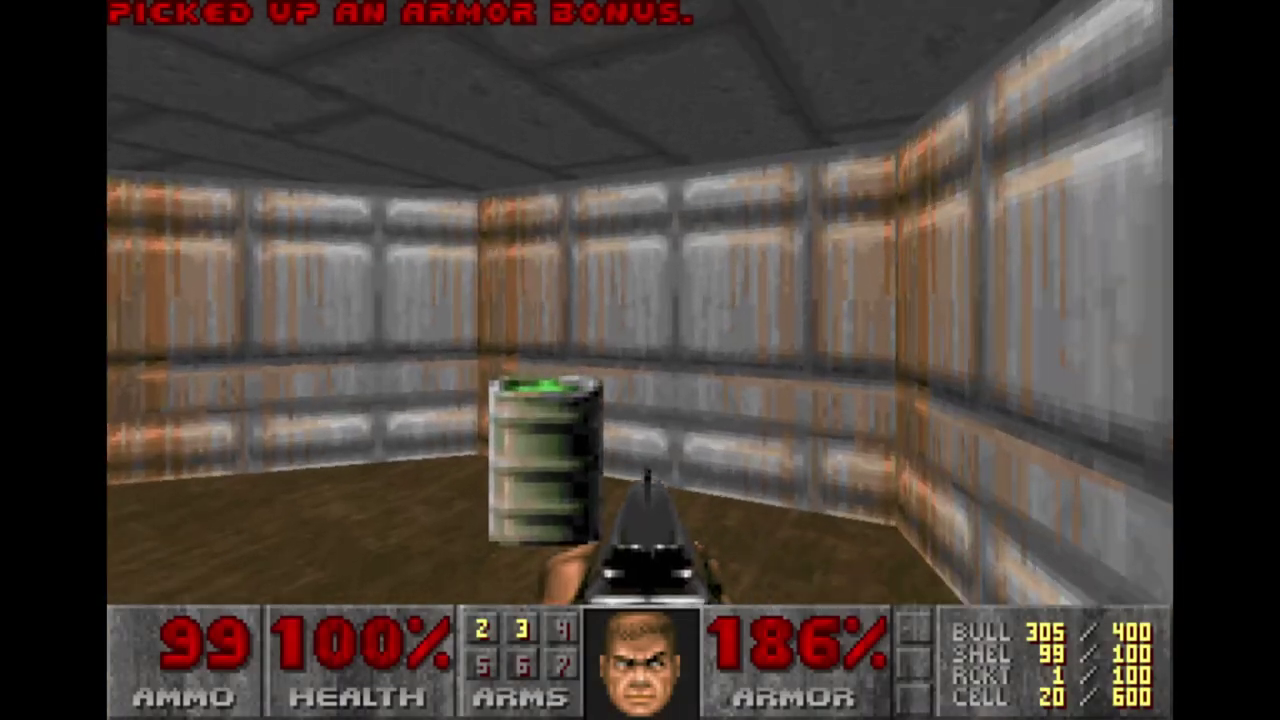 PICKED UP AN ARMOR BONUS.
99 100% 2 3 4 186% BULL 305 / 400
5 6 7 SHEL 99 / 100
RCKT 1 / 100
AMMO HEALTH ARMS ARMOR CELL 20 / 600